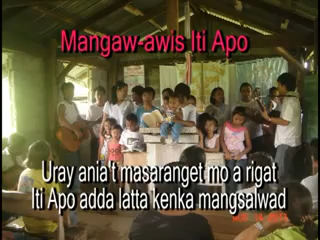 Mangaw-awis Iti Apo
Uray ania't masaranget mo a rigat
Iti Apo adda latta kenka mangsalwad